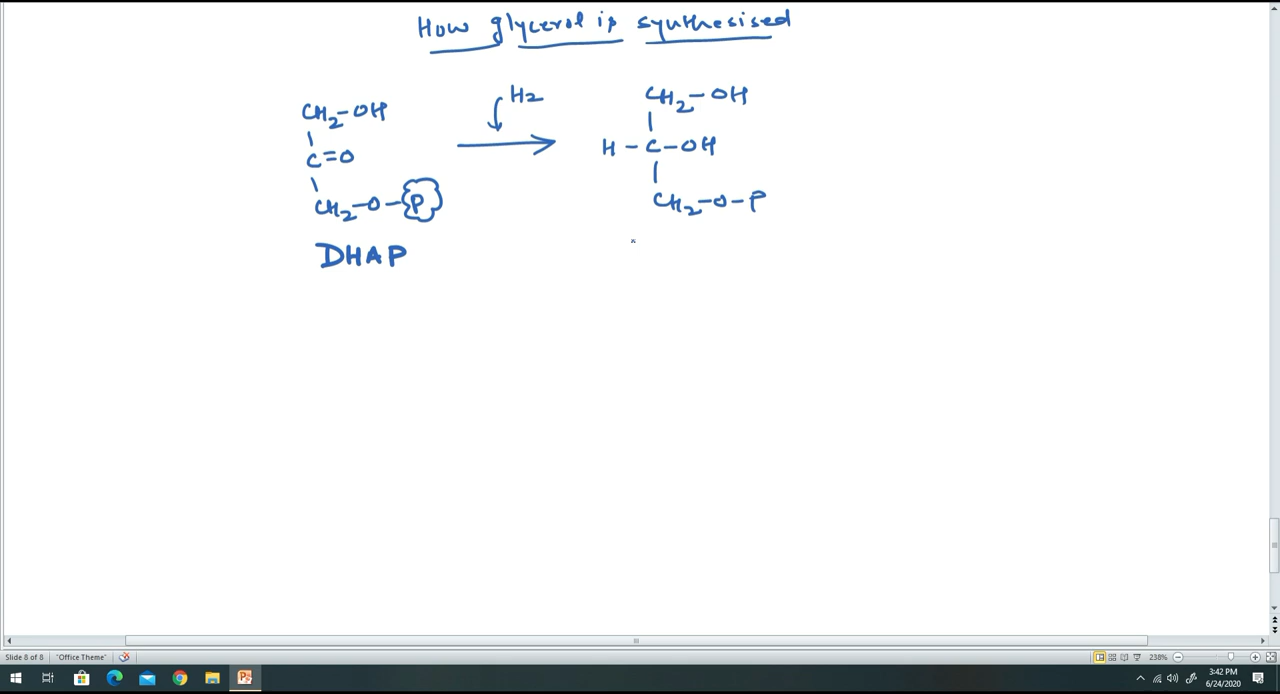 How glycerol is synthesised
H2
CH2-OH
C=O
CH2-O-P
DHAP
CH2-OH
H-C-OH
CH2-O-P
Slide 8 of 8
"Office Theme"
238%
3:42 PM
6/24/2020